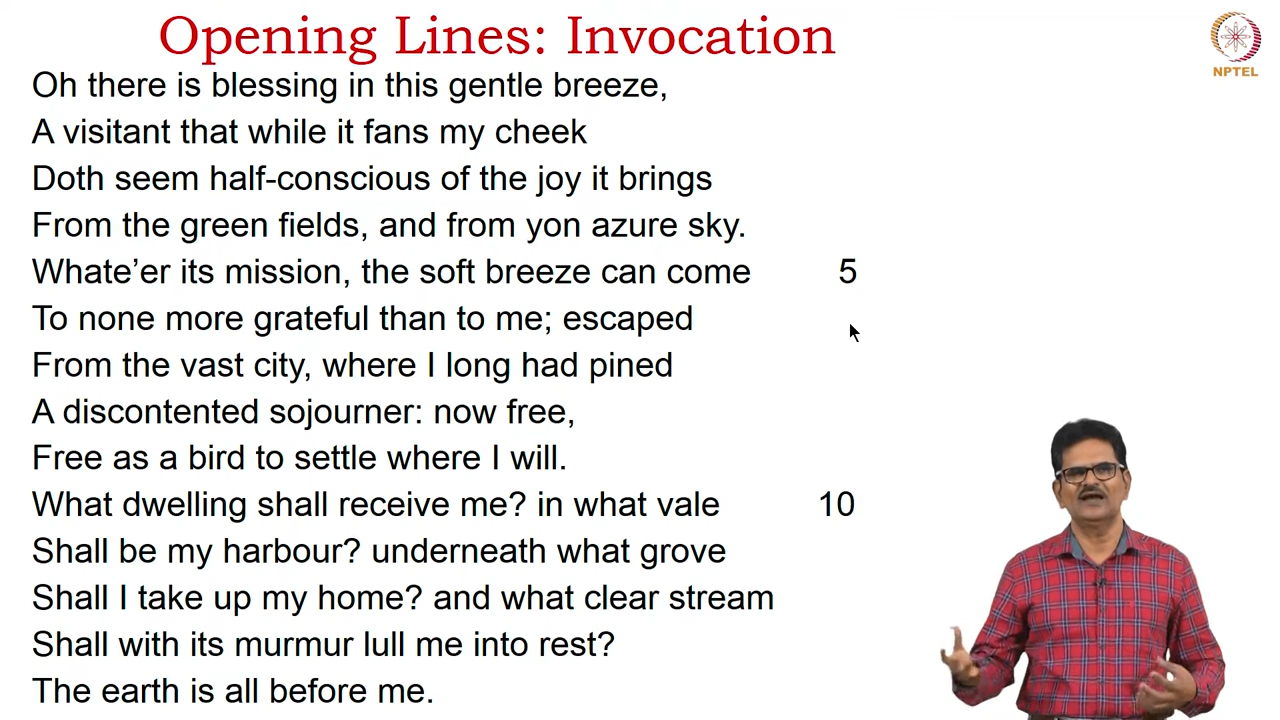 Opening Lines: Invocation
NPTEL
Oh there is blessing in this gentle breeze,
A visitant that while it fans my cheek
Doth seem half-conscious of the joy it brings
From the green fields, and from yon azure sky.
Whate’er its mission, the soft breeze can come 5
To none more grateful than to me; escaped
From the vast city, where I long had pined
A discontented sojourner: now free,
Free as a bird to settle where I will.
What dwelling shall receive me? in what vale 10
Shall be my harbour? underneath what grove
Shall I take up my home? and what clear stream
Shall with its murmur lull me into rest?
The earth is all before me.